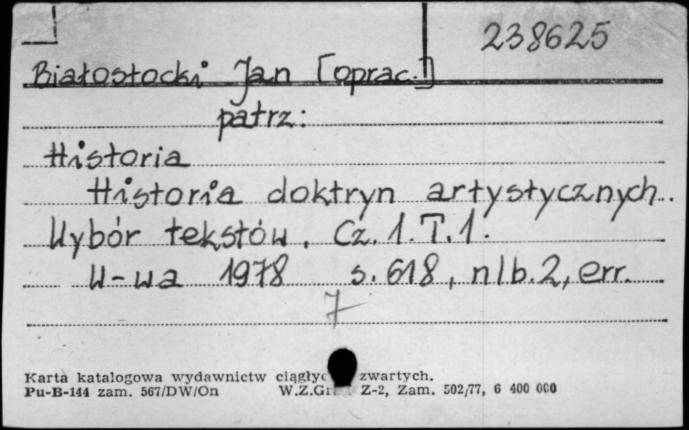 238625
Białostocki Jan [oprac.]
patrz:
Historia
Historia doktryn artystycznych.
Wybór tekstów. Cz. 1. T. 1.
W-wa 1978 s. 618, nlb. 2, err.
7
Karta katalogowa wydawnictw zwartych.
Pu-B-144 zam. 567/DW/On W.Z.Gr Z-2, Zam. 502/77, 6 400 000